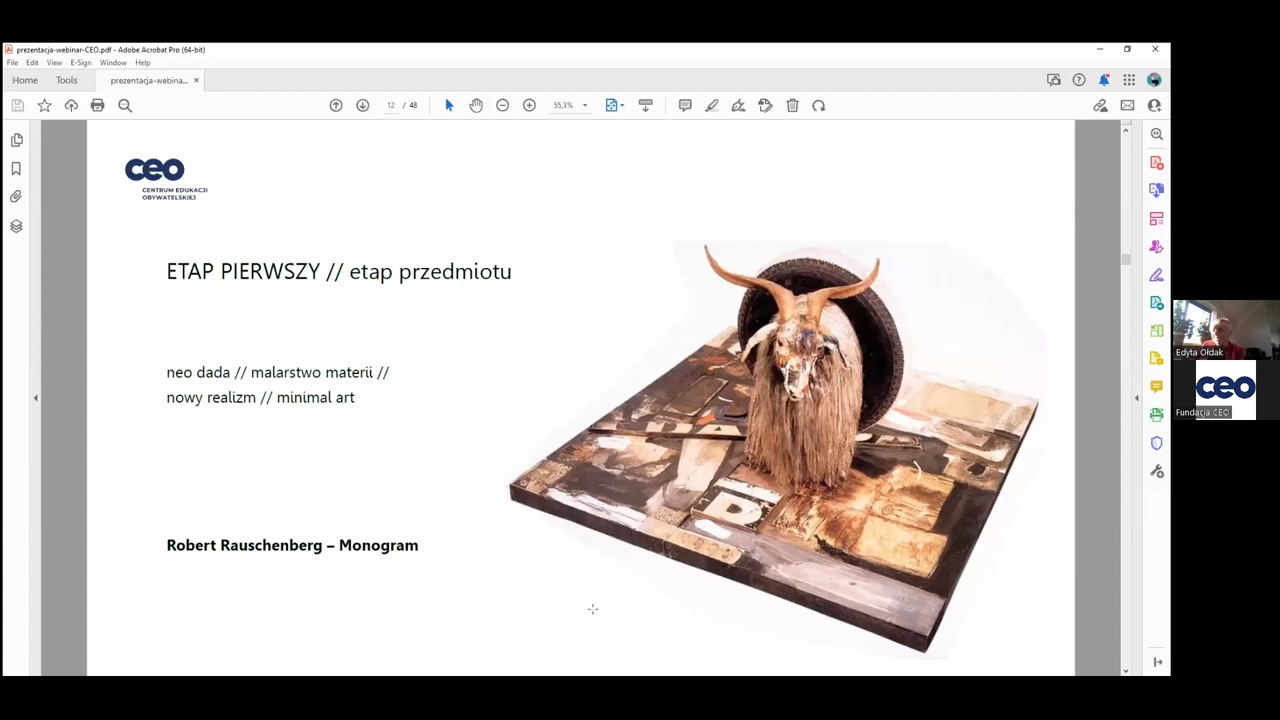 prezentacja-webinar-CEO.pdf - Adobe Acrobat Pro (64-bit)
File Edit View E-Sign Window Help
Home Tools prezentacja-webina... ×
12 / 48 55,3%
ceo
CENTRUM EDUKACJI
OBYWATELSKIEJ
ETAP PIERWSZY // etap przedmiotu
neo dada // malarstwo materii //
nowy realizm // minimal art
Robert Rauschenberg – Monogram
Edyta Ołdak
ceo
Fundacja CEO